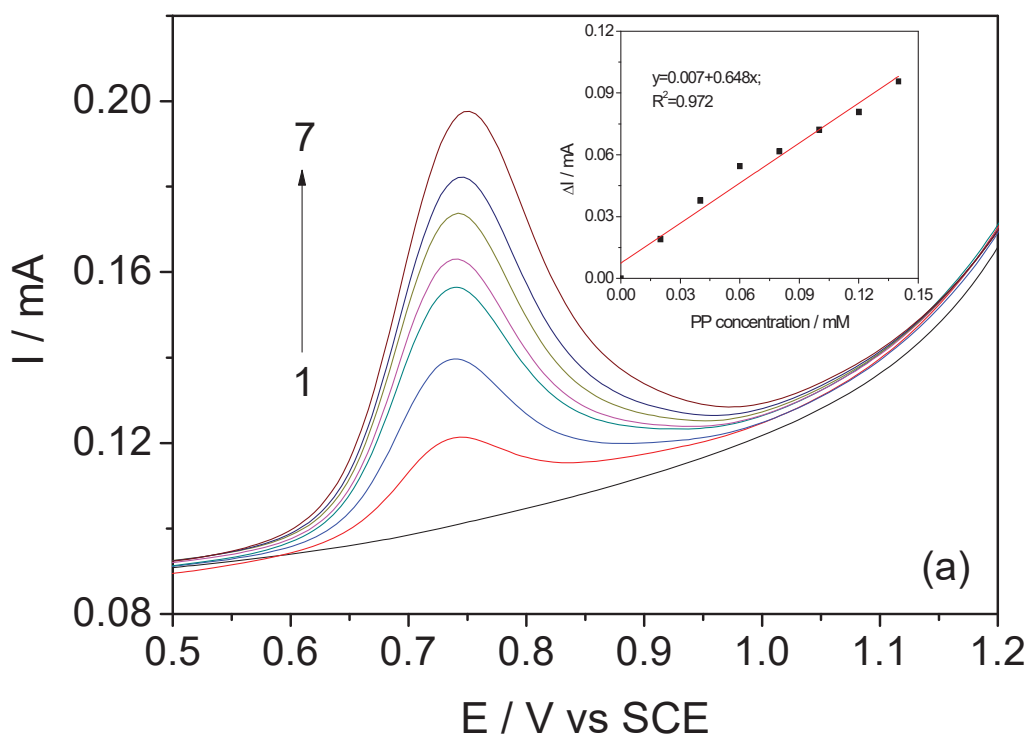 0.20
0.16
0.12
0.08
I / mA
0.5 0.6 0.7 0.8 0.9 1.0 1.1 1.2
E / V vs SCE
7
1
(a)
0.12
0.09
0.06
0.03
0.00
ΔI / mA
y=0.007+0.648x;
R²=0.972
0.00 0.03 0.06 0.09 0.12 0.15
PP concentration / mM